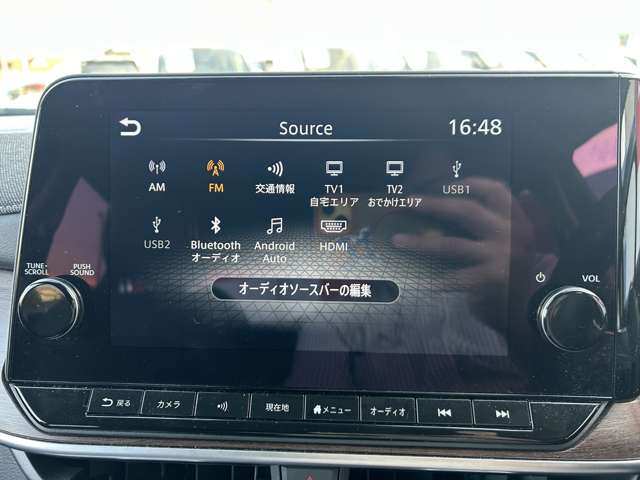 Source
16:48
AM
FM
交通情報
TV1
自宅エリア
TV2
おでかけエリア
USB1
USB2
Bluetooth
オーディオ
Android
Auto
HDMI
オーディオソースバーの編集
TUNE・
SCROLL
PUSH
SOUND
VOL
戻る
カメラ
現在地
メニュー
オーディオ